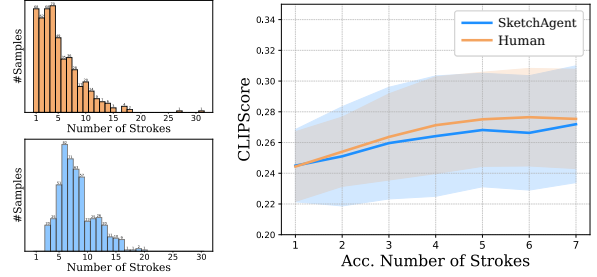 #Samples
1 5 10 15 20 25 30
Number of Strokes
#Samples
1 5 10 15 20 25 30
Number of Strokes
CLIPScore
0.34
0.32
0.30
0.28
0.26
0.24
0.22
0.20
SketchAgent
Human
1 2 3 4 5 6 7
Acc. Number of Strokes